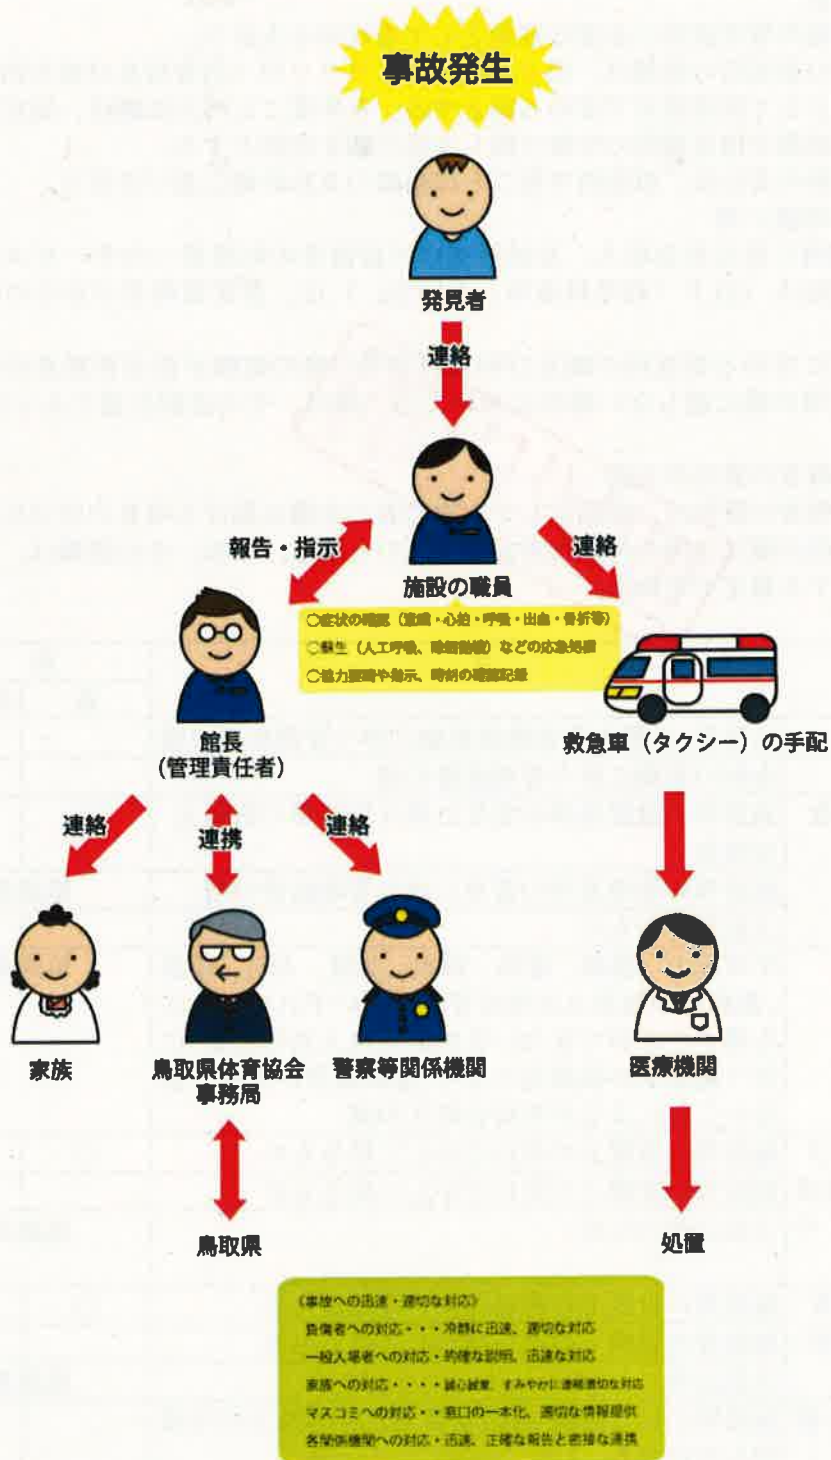 事故発生
発見者
連絡
報告・指示
連絡
施設の職員
○症状の確認（意識・心拍・呼吸・出血・骨折等）
○蘇生（人工呼吸、除細動機）などの応急処置
○協力要請や指示、時刻の確認記録
館長
（管理責任者）
救急車（タクシー）の手配
連絡
連携
連絡
家族
鳥取県体育協会
事務局
警察等関係機関
医療機関
鳥取県
処置
《事故への迅速・適切な対応》
負傷者への対応・・・冷静に迅速、適切な対応
一般入場者への対応・的確な説明、迅速な対応
家族への対応・・・・誠心誠意、すみやかに連絡適切な対応
マスコミへの対応・・窓口の一本化、適切な情報提供
各関係機関への対応・迅速、正確な報告と密接な連携